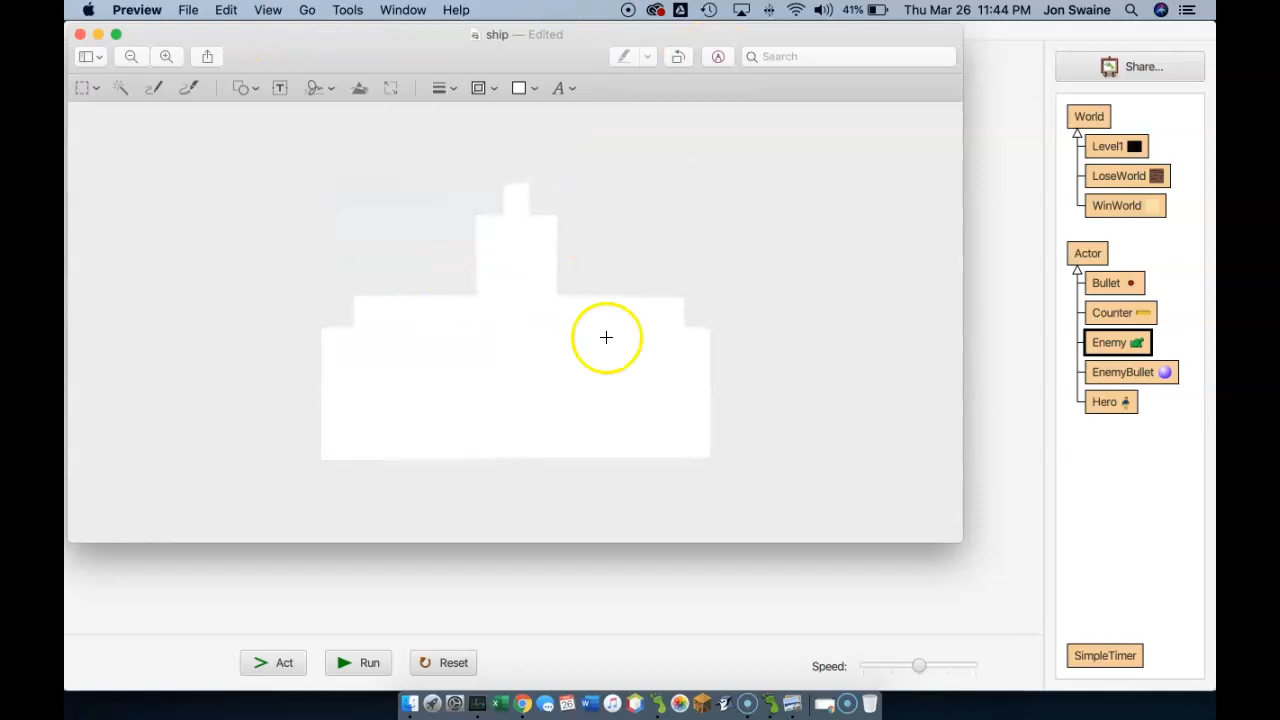 Preview File Edit View Go Tools Window Help 41% Thu Mar 26 11:44 PM Jon Swaine
ship — Edited
Search
Share...
World
Level1
LoseWorld
WinWorld
Actor
Bullet
Counter
Enemy
EnemyBullet
Hero
SimpleTimer
Act Run Reset Speed: